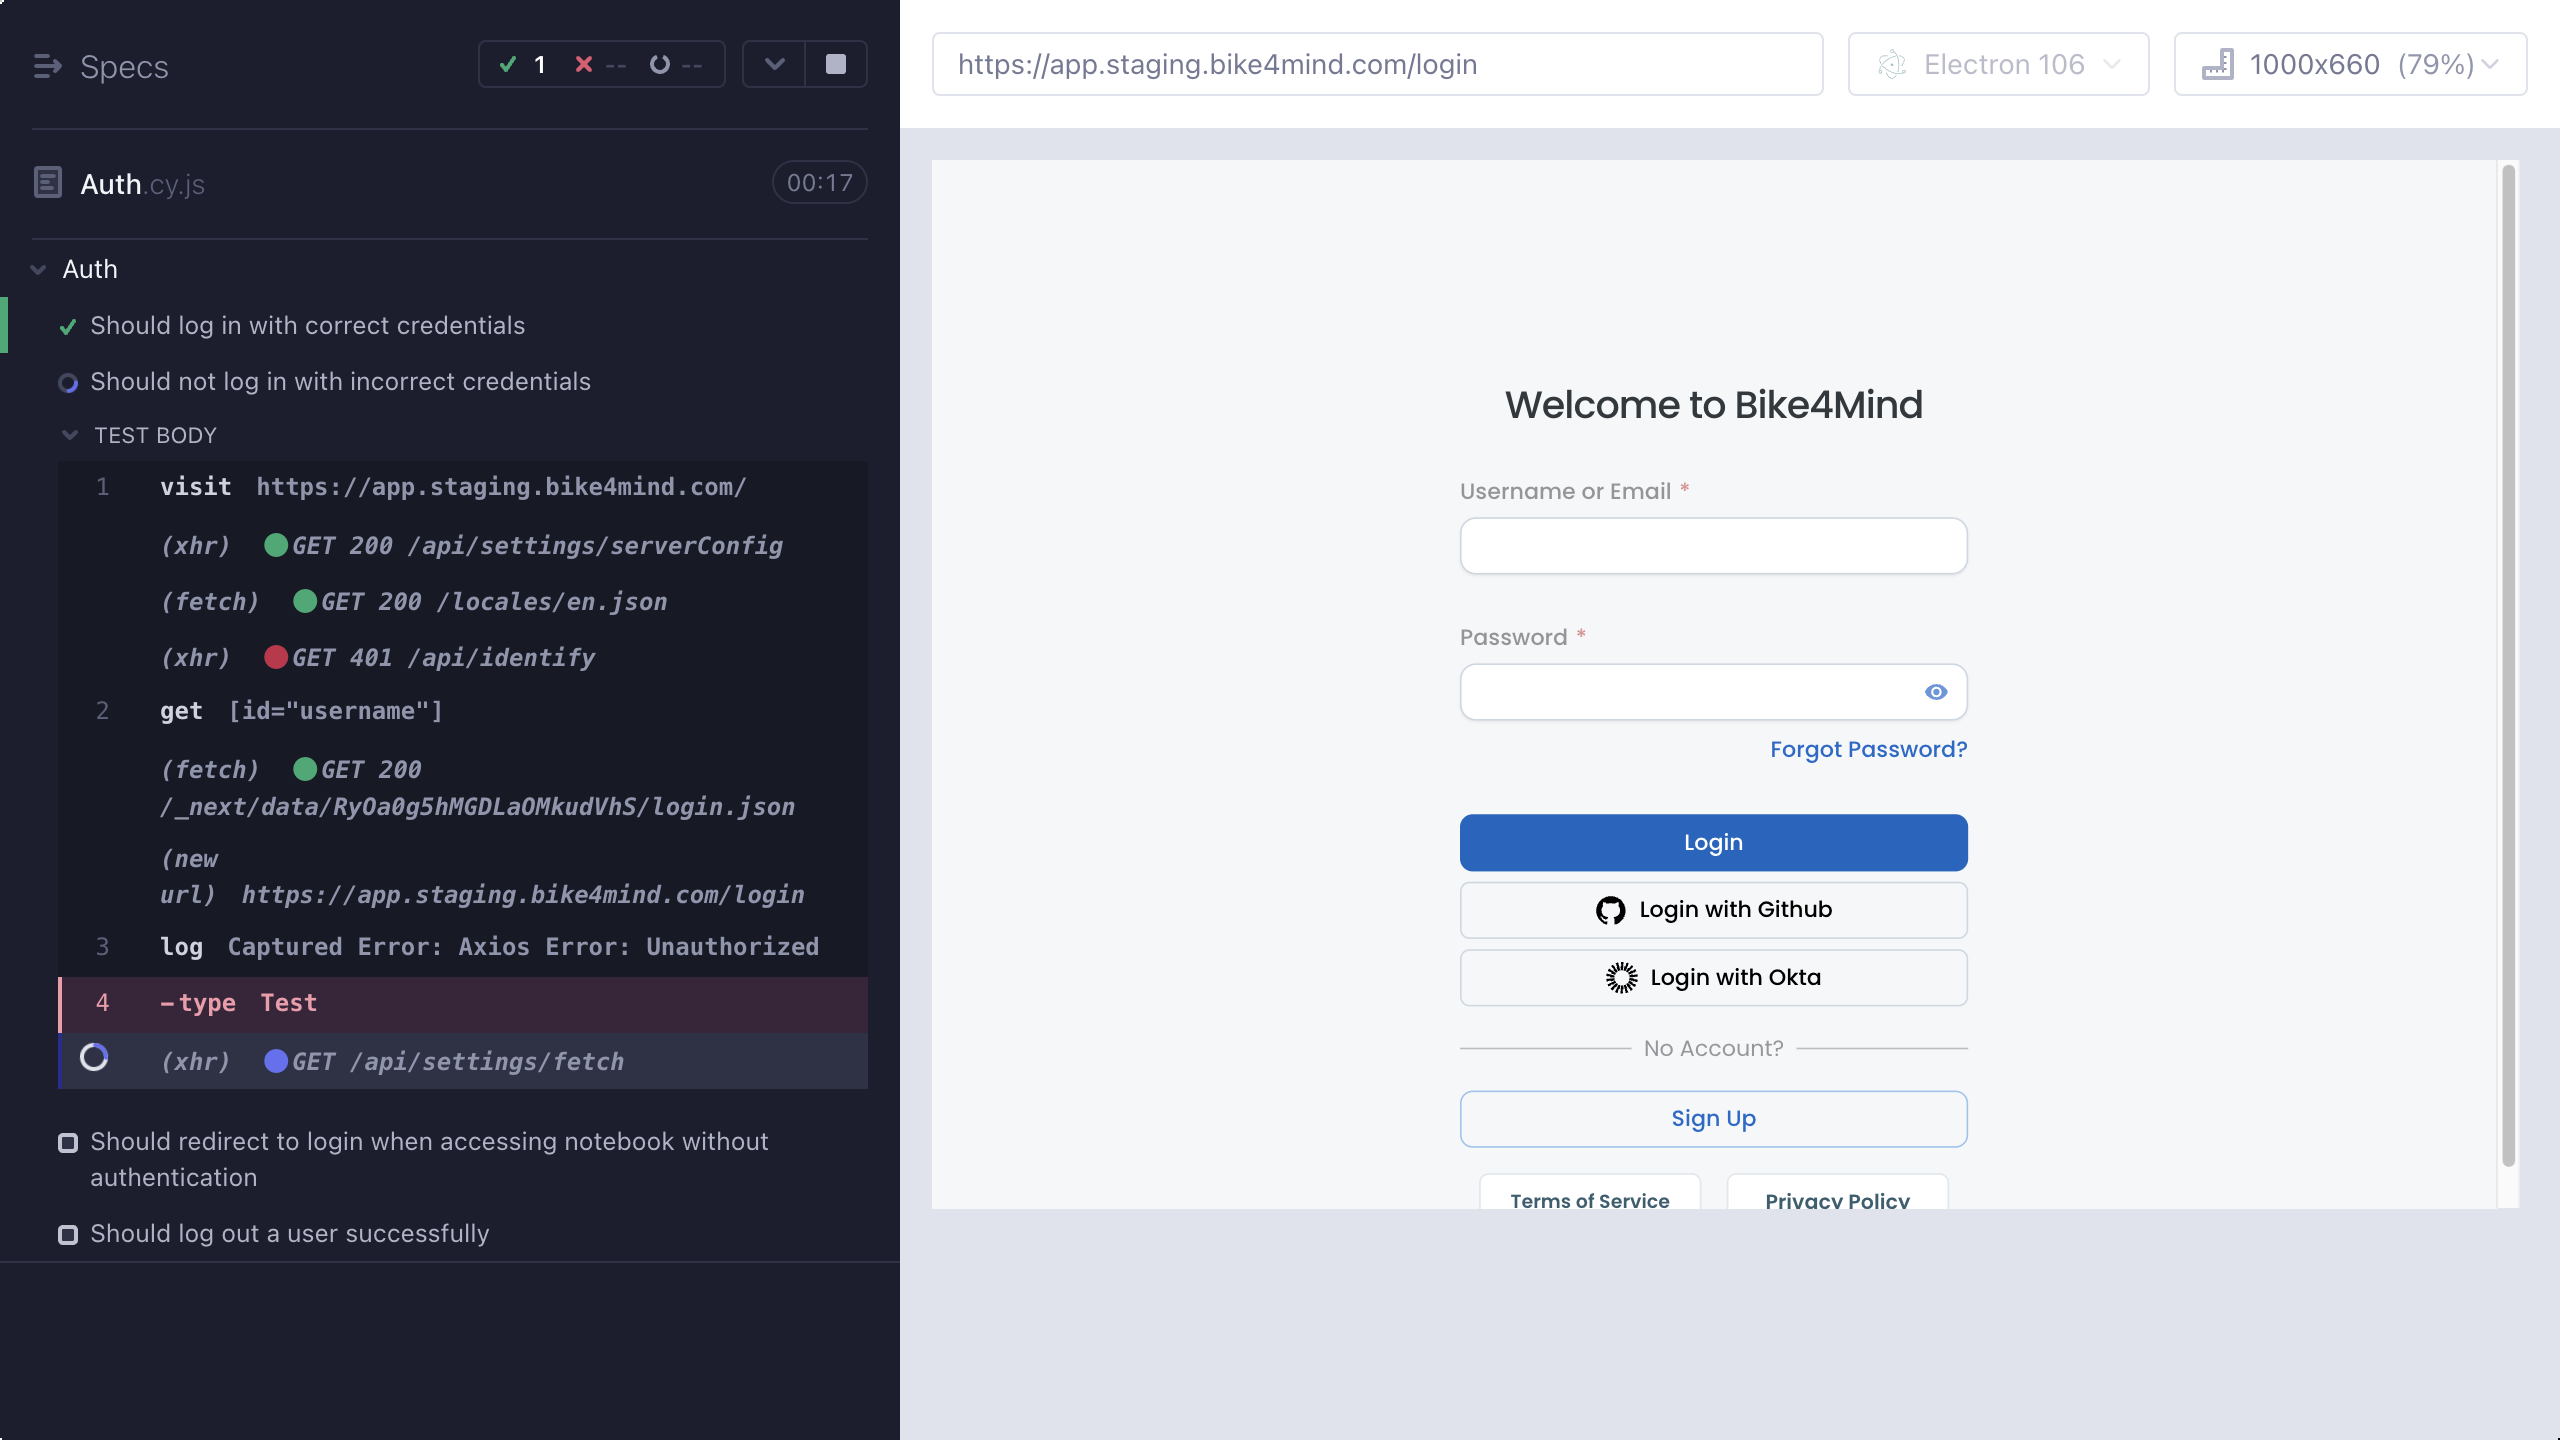 Specs
1 -- --
Auth.cy.js
00:17
Auth
Should log in with correct credentials
Should not log in with incorrect credentials
TEST BODY
1 visit https://app.staging.bike4mind.com/
(xhr) GET 200 /api/settings/serverConfig
(fetch) GET 200 /locales/en.json
(xhr) GET 401 /api/identify
2 get [id="username"]
(fetch) GET 200
/_next/data/RyOa0g5hMGDLaOMkudVhS/login.json
(new
url) https://app.staging.bike4mind.com/login
3 log Captured Error: Axios Error: Unauthorized
4 -type Test
(xhr) GET /api/settings/fetch
Should redirect to login when accessing notebook without
authentication
Should log out a user successfully
https://app.staging.bike4mind.com/login
Electron 106
1000x660 (79%)
Welcome to Bike4Mind
Username or Email *
Password *
Forgot Password?
Login
Login with Github
Login with Okta
No Account?
Sign Up
Terms of Service
Privacy Policy